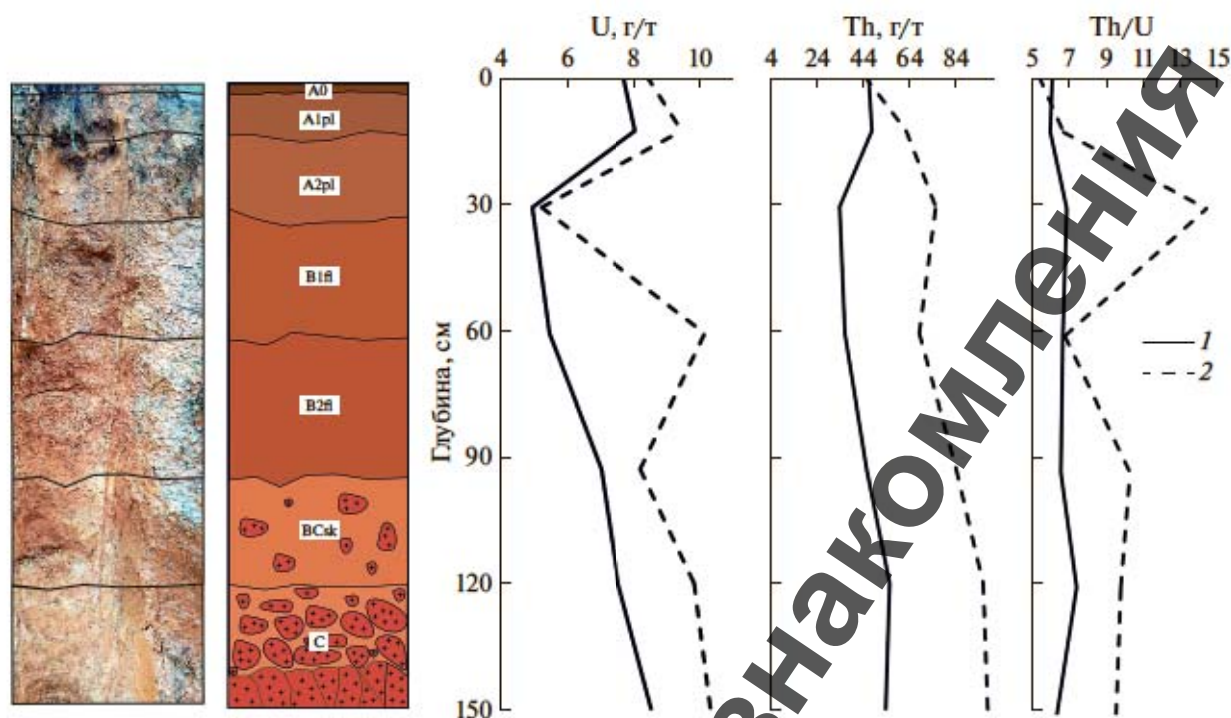 U, г/т
Th, г/т
Th/U
4 6 8 10
4 24 44 64 84
5 7 9 11 13 15
0
30
60
90
120
150
Глубина, см
A0
A1pl
A2pl
B1fl
B2fl
BCsk
C
1
2
знакомления